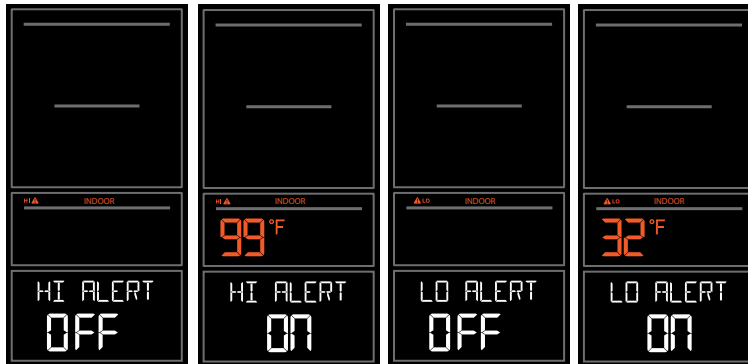 HI INDOOR
HI ALERT
OFF
HI INDOOR
99°F
HI ALERT
ON
LO INDOOR
LO ALERT
OFF
LO INDOOR
32°F
LO ALERT
ON